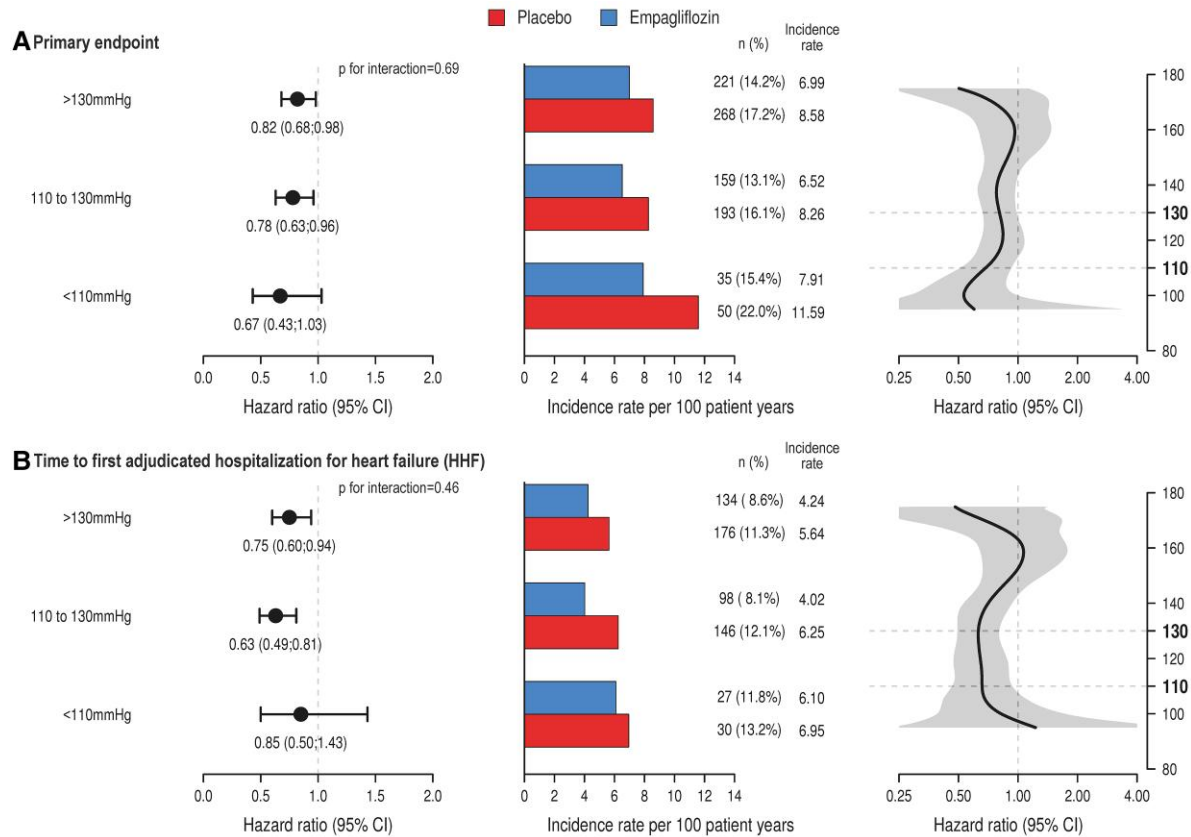 Placebo Empagliflozin
A Primary endpoint
p for interaction=0.69
n (%) Incidence rate
>130mmHg
0.82 (0.68;0.98)
221 (14.2%) 6.99
268 (17.2%) 8.58
110 to 130mmHg
0.78 (0.63;0.96)
159 (13.1%) 6.52
193 (16.1%) 8.26
<110mmHg
0.67 (0.43;1.03)
35 (15.4%) 7.91
50 (22.0%) 11.59
180
160
140
130
120
110
100
80
0.0 0.5 1.0 1.5 2.0
Hazard ratio (95% CI)
0 2 4 6 8 10 12 14
Incidence rate per 100 patient years
0.25 0.50 1.00 2.00 4.00
Hazard ratio (95% CI)
B Time to first adjudicated hospitalization for heart failure (HHF)
p for interaction=0.46
n (%) Incidence rate
>130mmHg
0.75 (0.60;0.94)
134 ( 8.6%) 4.24
176 (11.3%) 5.64
110 to 130mmHg
0.63 (0.49;0.81)
98 ( 8.1%) 4.02
146 (12.1%) 6.25
<110mmHg
0.85 (0.50;1.43)
27 (11.8%) 6.10
30 (13.2%) 6.95
180
160
140
130
120
110
100
80
0.0 0.5 1.0 1.5 2.0
Hazard ratio (95% CI)
0 2 4 6 8 10 12 14
Incidence rate per 100 patient years
0.25 0.50 1.00 2.00 4.00
Hazard ratio (95% CI)